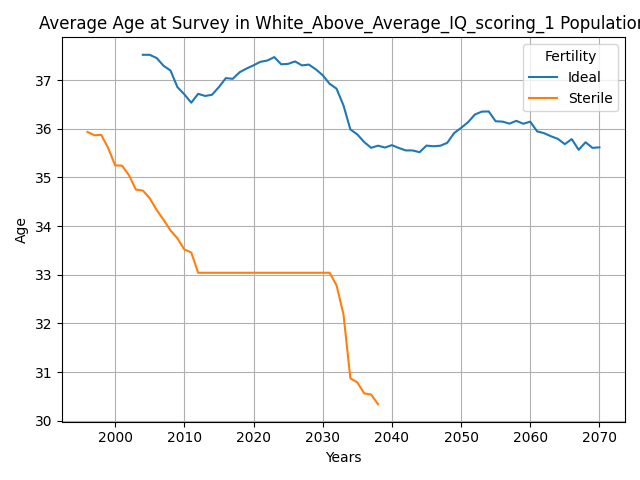 Average Age at Survey in White_Above_Average_IQ_scoring_1 Population
Fertility
Ideal
Sterile
37
36
35
34
33
32
31
30
Age
2000
2010
2020
2030
2040
2050
2060
2070
Years